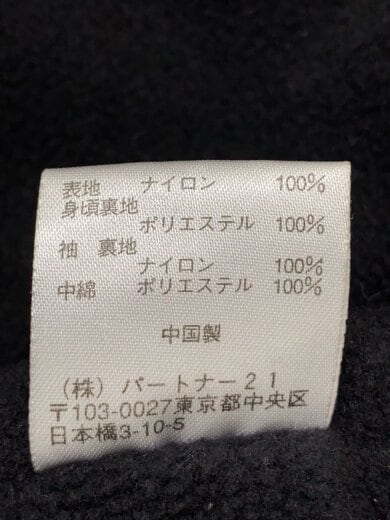 表地 ナイロン 100%
身頃裏地
ポリエステル 100%
袖 裏地
ナイロン 100%
中綿 ポリエステル 100%
中国製
(株) パートナー21
〒103-0027東京都中央区
日本橋3-10-5